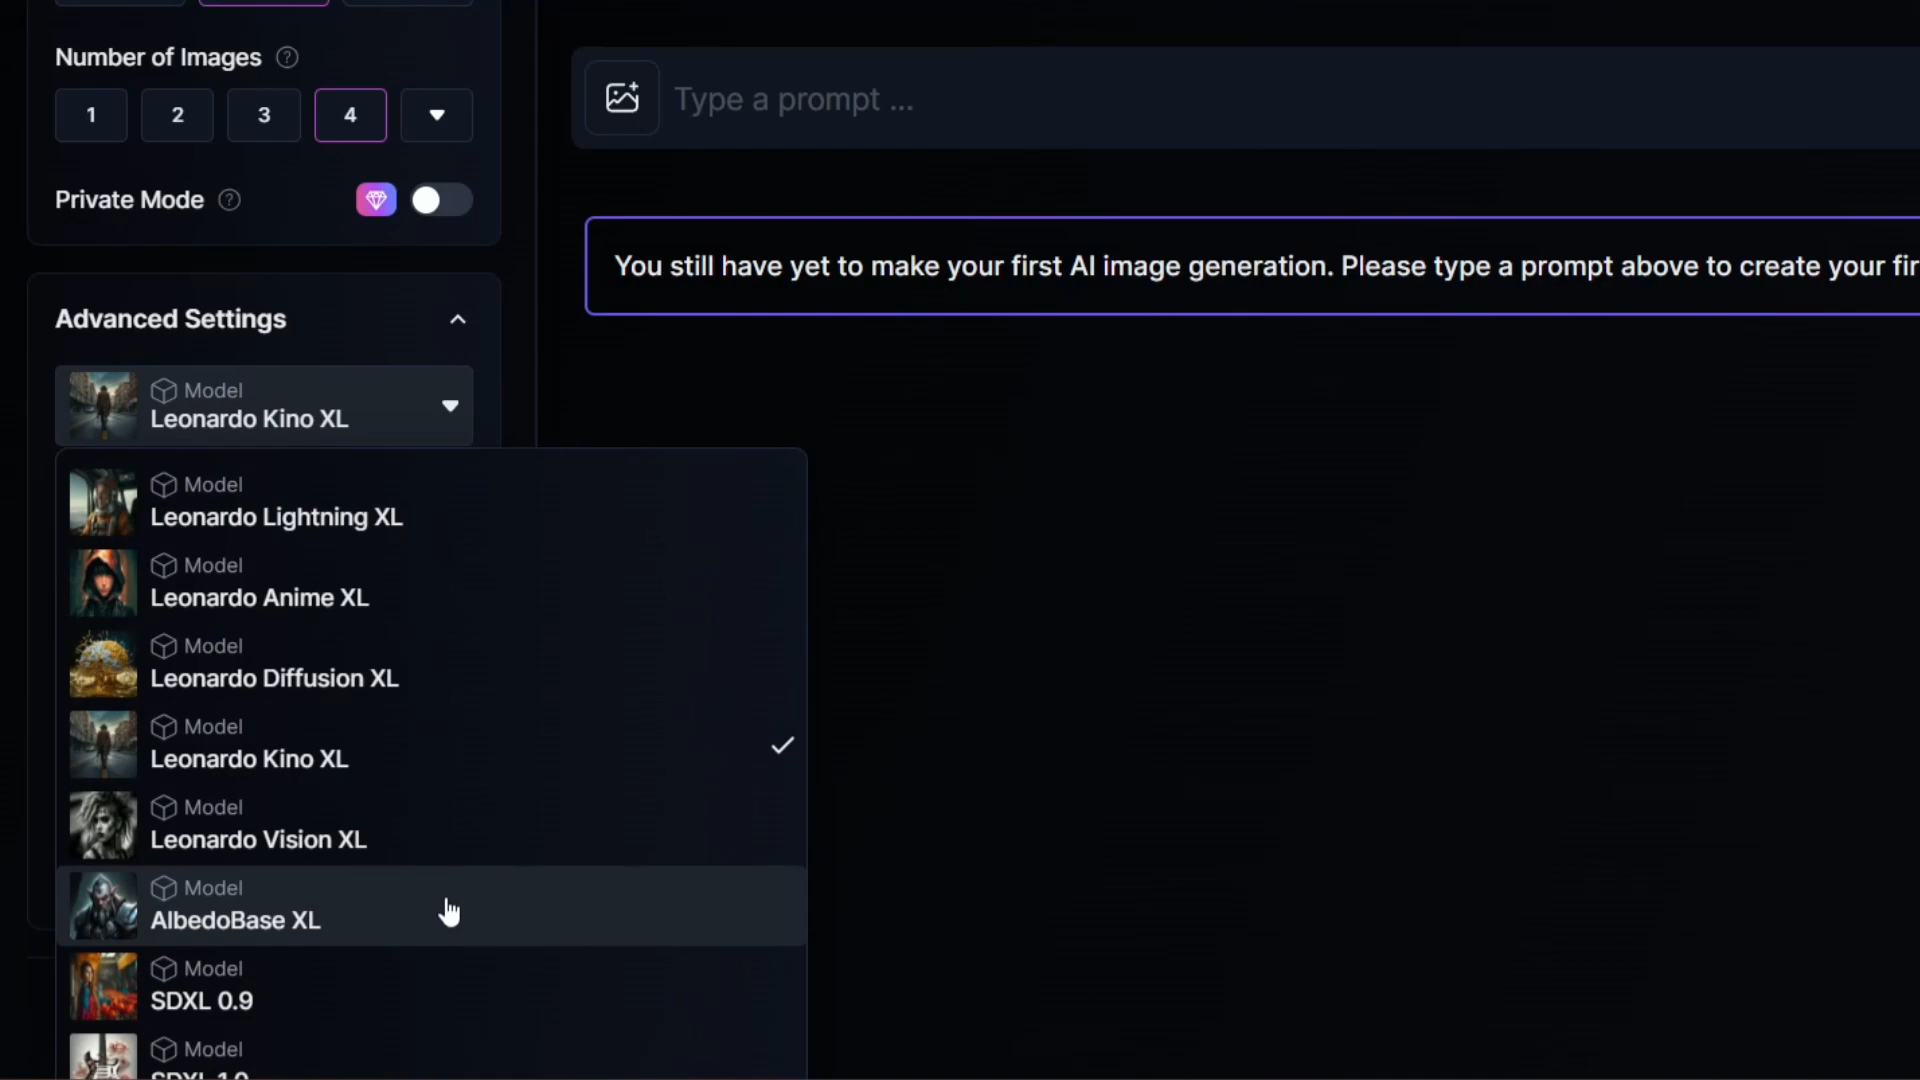 Number of Images ?
1 2 3 4
Private Mode ?
Type a prompt ...
You still have yet to make your first AI image generation. Please type a prompt above to create your fir
Advanced Settings
Model
Leonardo Kino XL
Model
Leonardo Lightning XL
Model
Leonardo Anime XL
Model
Leonardo Diffusion XL
Model
Leonardo Kino XL
Model
Leonardo Vision XL
Model
AlbedoBase XL
Model
SDXL 0.9
Model
SDXL 1.0